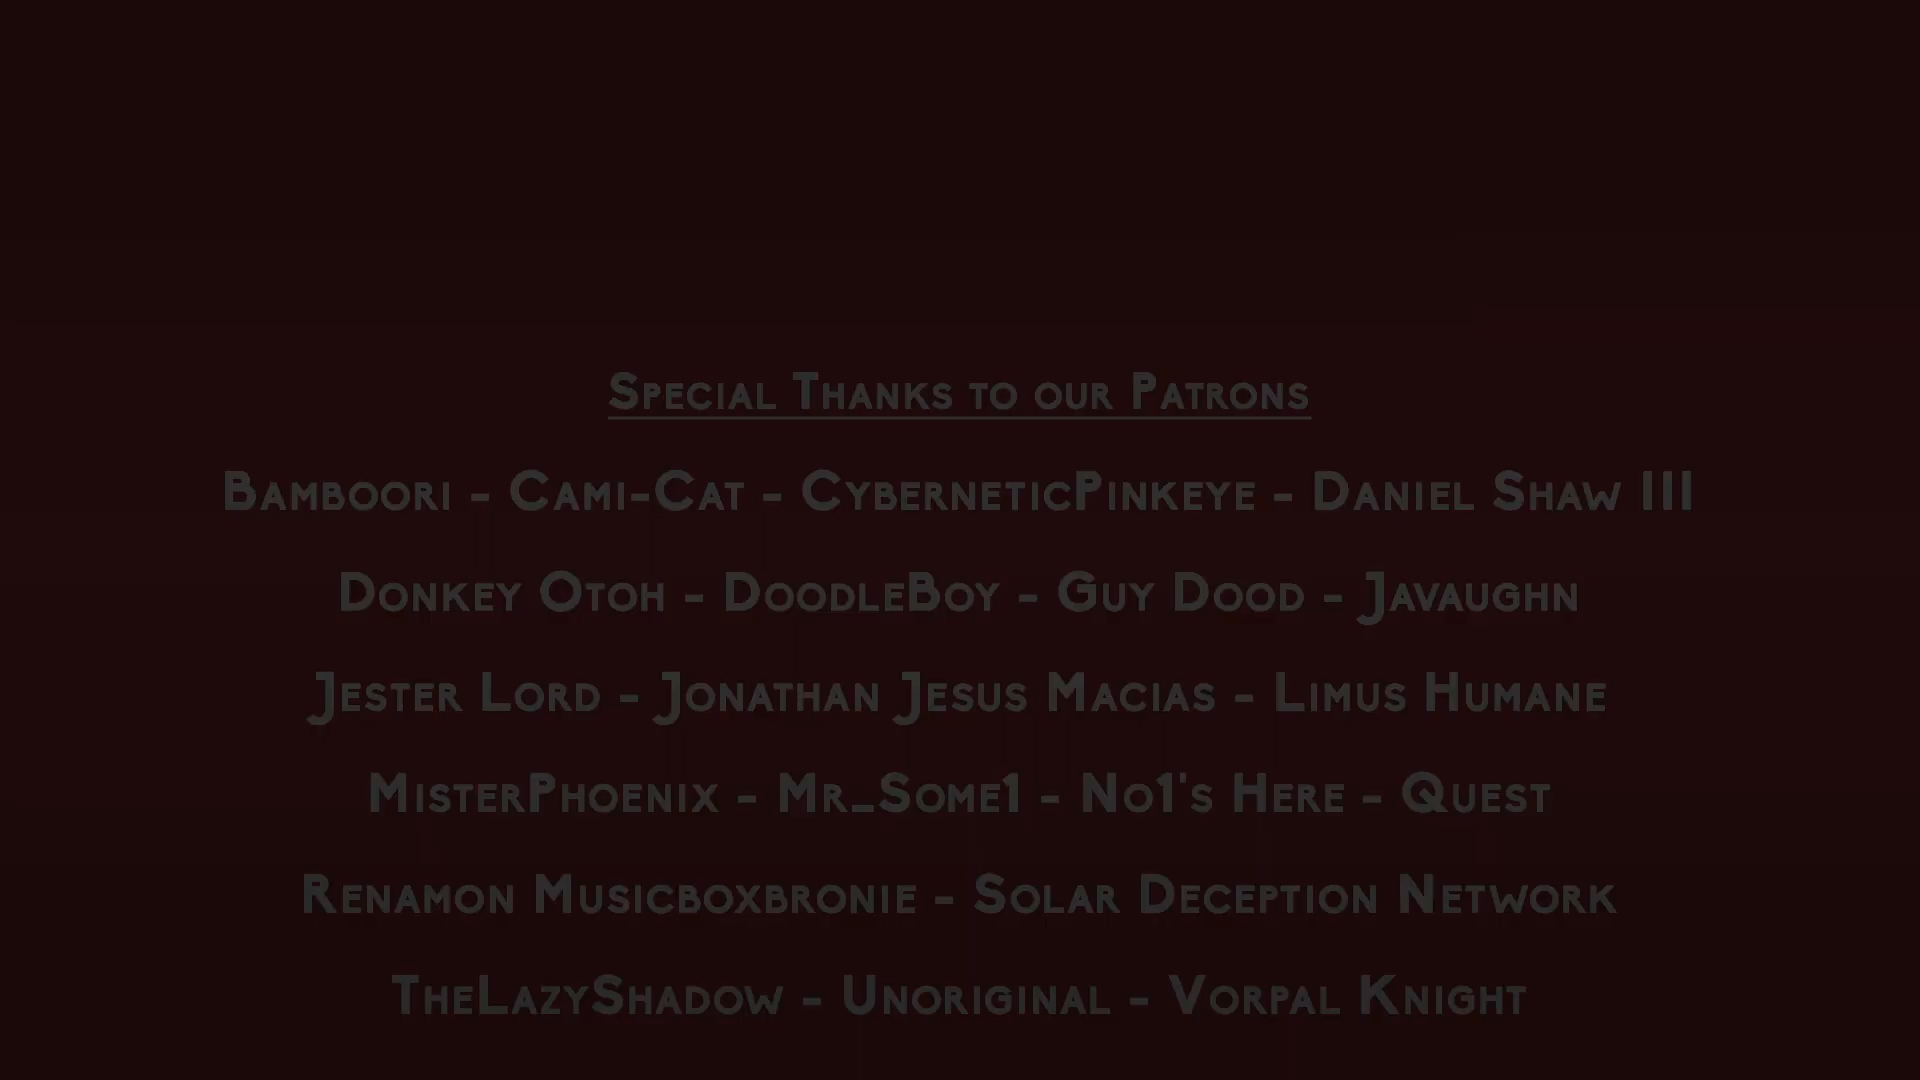 Special Thanks to our Patrons
Bamboori - Cami-Cat - CyberneticPinkeye - Daniel Shaw III
Donkey Otoh - DoodleBoy - Guy Dood - Javaughn
Jester Lord - Jonathan Jesus Macias - Limus Humane
MisterPhoenix - Mr_Some1 - No1's Here - Quest
Renamon Musicboxbronie - Solar Deception Network
TheLazyShadow - Unoriginal - Vorpal Knight